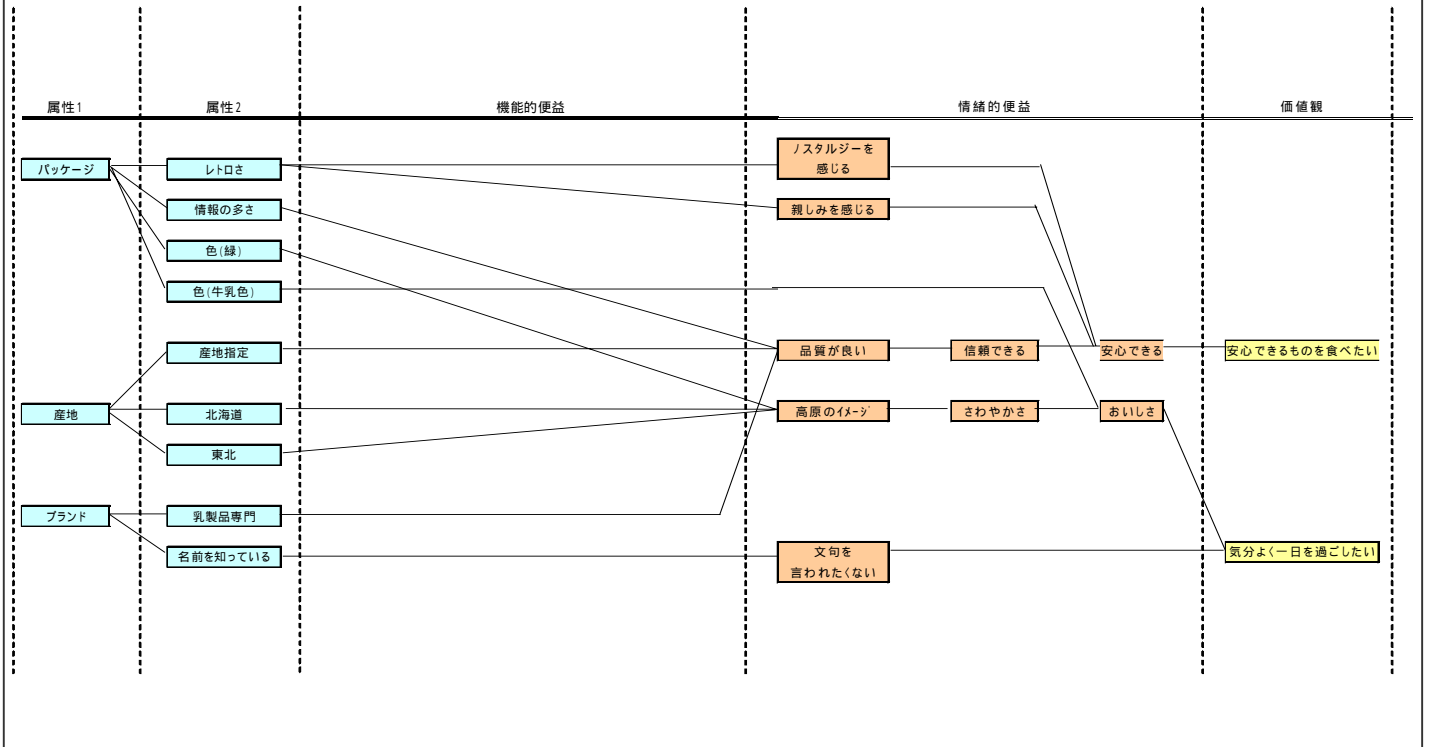 属性1 属性2 機能的便益 情緒的便益 価値観
パッケージ
レトロさ
ノスタルジーを
感じる
情報の多さ
親しみを感じる
色(緑)
色(牛乳色)
産地指定
品質が良い
信頼できる
安心できる
安心できるものを食べたい
産地
北海道
高原のイメージ
さわやかさ
おいしさ
東北
ブランド
乳製品専門
名前を知っている
文句を
言われたくない
気分よく一日を過ごしたい